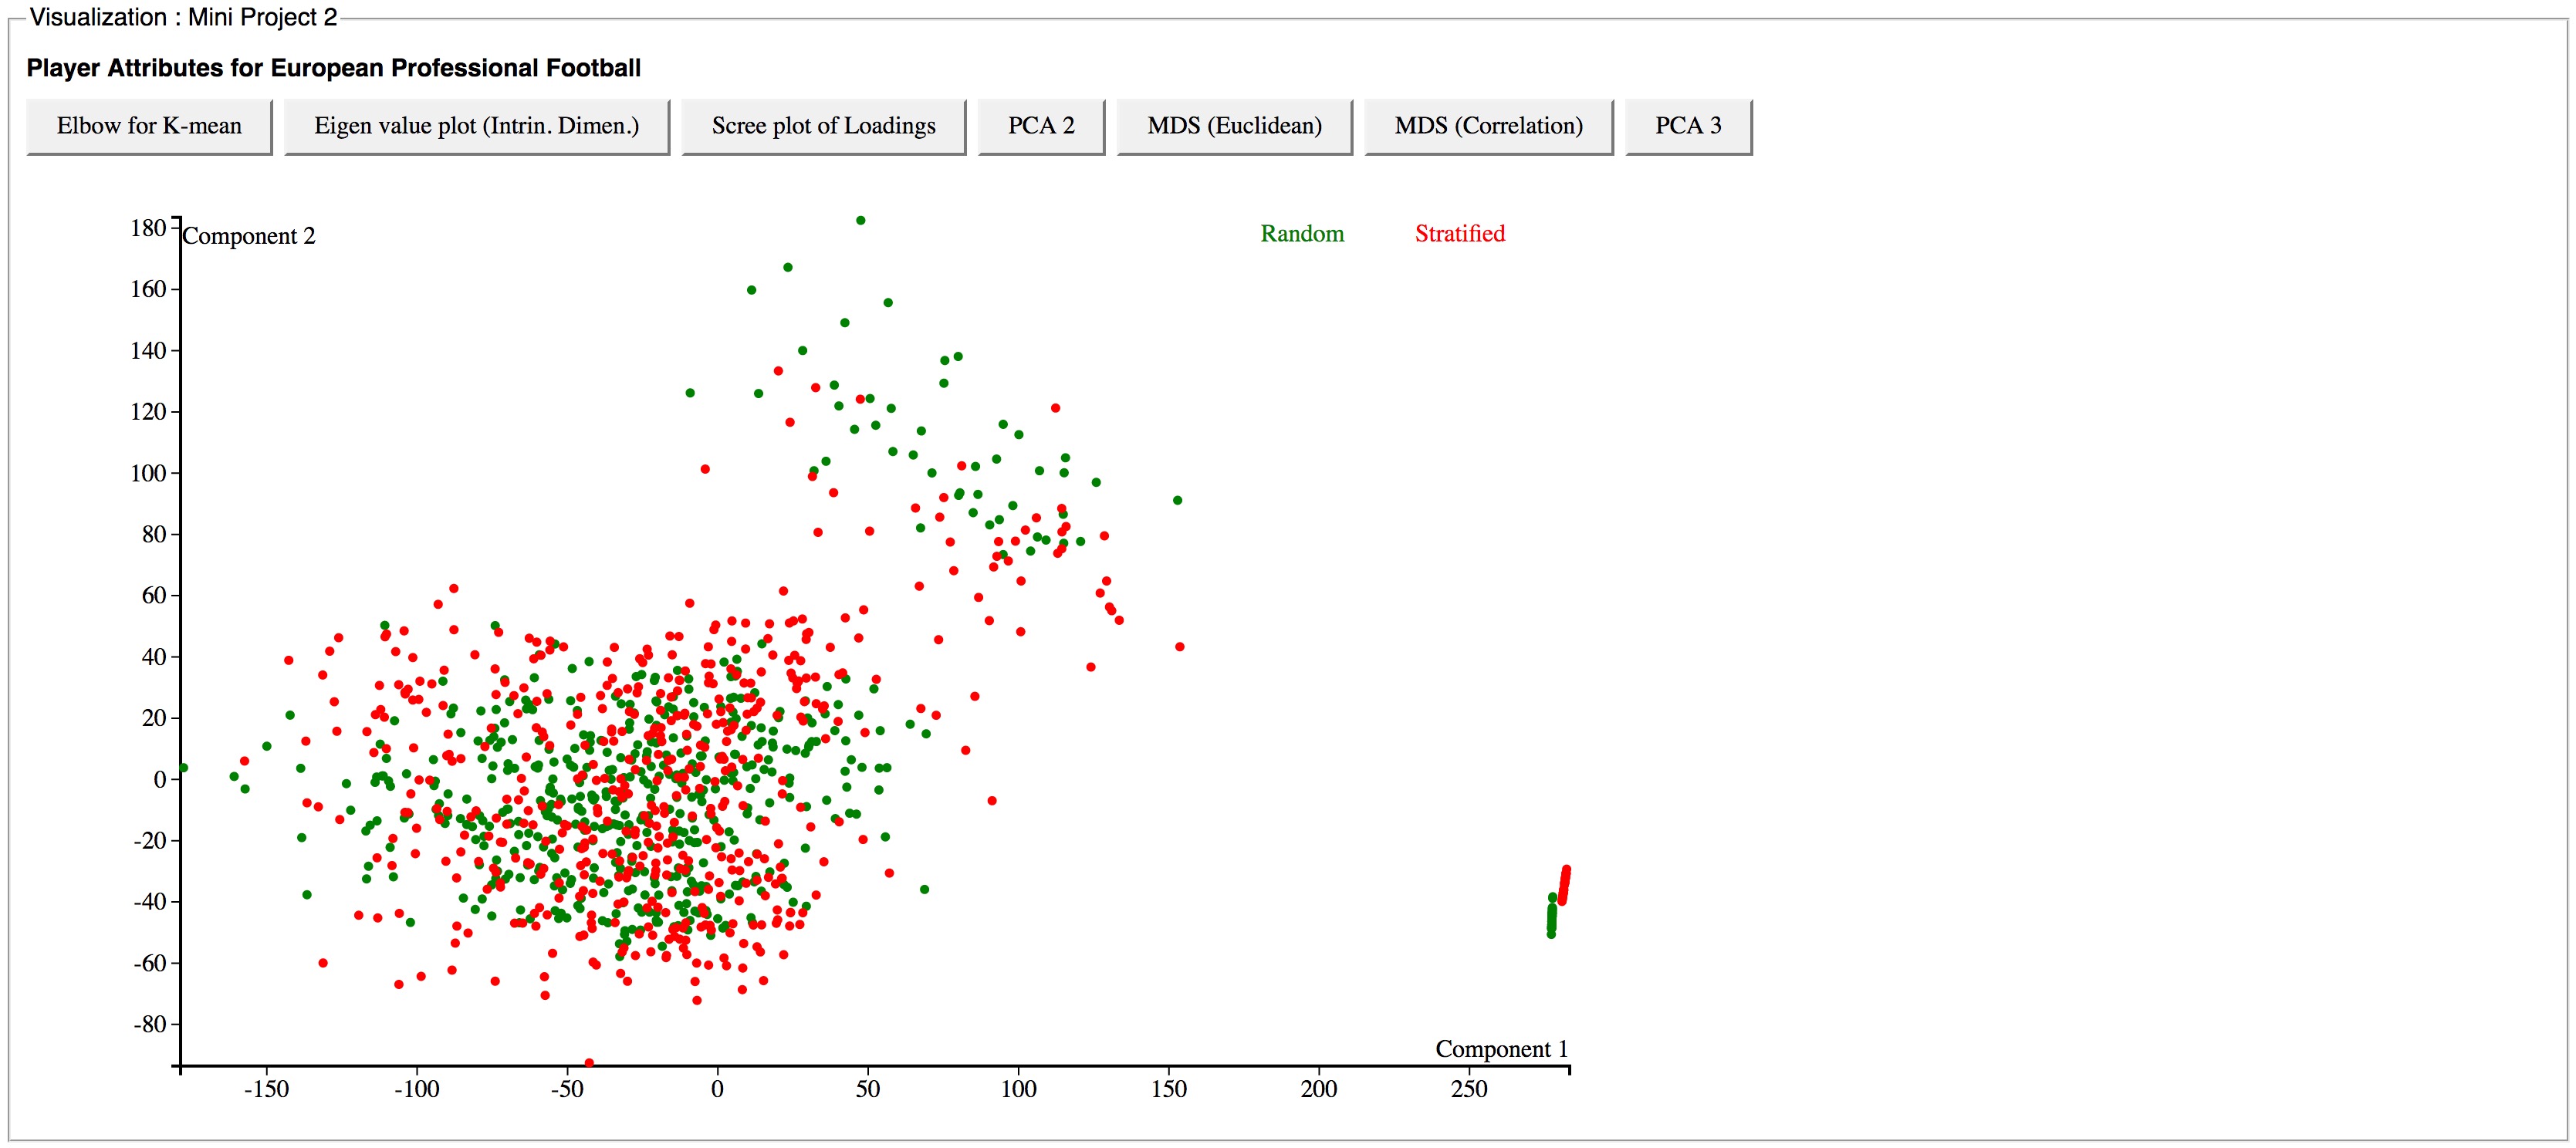 Visualization : Mini Project 2
Player Attributes for European Professional Football
Elbow for K-mean Eigen value plot (Intrin. Dimen.) Scree plot of Loadings PCA 2 MDS (Euclidean) MDS (Correlation) PCA 3
Component 2
Random Stratified
180
160
140
120
100
80
60
40
20
0
-20
-40
-60
-80
Component 1
-150 -100 -50 0 50 100 150 200 250